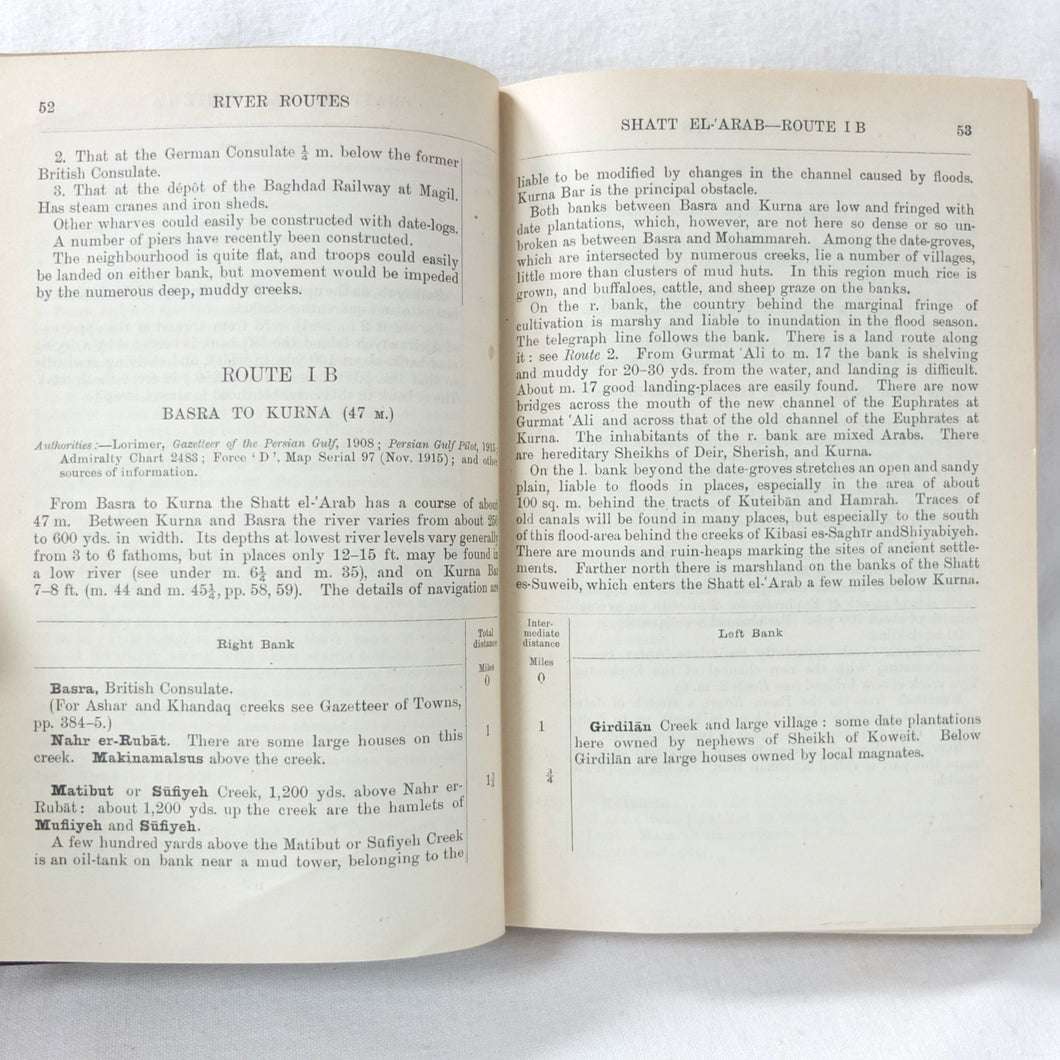 52
RIVER ROUTES
2. That at the German Consulate ¼ m. below the former
British Consulate.
3. That at the dépôt of the Baghdad Railway at Magil.
Has steam cranes and iron sheds.
Other wharves could easily be constructed with date-logs.
A number of piers have recently been constructed.
The neighbourhood is quite flat, and troops could easily
be landed on either bank, but movement would be impeded
by the numerous deep, muddy creeks.
ROUTE I B
BASRA TO KURNA (47 M.)
Authorities:—Lorimer, Gazetteer of the Persian Gulf, 1908; Persian Gulf Pilot, 1915;
Admiralty Chart 2483; Force 'D'. Map Serial 97 (Nov. 1915); and other
sources of information.
From Basra to Kurna the Shatt el-'Arab has a course of about
47 m. Between Kurna and Basra the river varies from about 250
to 600 yds. in width. Its depths at lowest river levels vary generally
from 3 to 6 fathoms, but in places only 12–15 ft. may be found in
a low river (see under m. 6¼ and m. 35), and on Kurna Bar
7–8 ft. (m. 44 and m. 45¼, pp. 58, 59). The details of navigation are
Right Bank
Total
distance
Miles
Basra, British Consulate.
0
(For Ashar and Khandaq creeks see Gazetteer of Towns,
pp. 384–5.)
Nahr er-Rubāt. There are some large houses on this
1
creek. Makinamalsus above the creek.
Matibut or Sūfiyeh Creek, 1,200 yds. above Nahr er-
1¾
Rubāt: about 1,200 yds. up the creek are the hamlets of
Mufiiyeh and Sūfiyeh.
A few hundred yards above the Matibut or Sūfiyeh Creek
is an oil-tank on bank near a mud tower, belonging to the
SHATT EL-'ARAB—ROUTE I B
53
liable to be modified by changes in the channel caused by floods.
Kurna Bar is the principal obstacle.
Both banks between Basra and Kurna are low and fringed with
date plantations, which, however, are not here so dense or so un-
broken as between Basra and Mohammareh. Among the date-groves,
which are intersected by numerous creeks, lie a number of villages,
little more than clusters of mud huts. In this region much rice is
grown, and buffaloes, cattle, and sheep graze on the banks.
On the r. bank, the country behind the marginal fringe of
cultivation is marshy and liable to inundation in the flood season.
The telegraph line follows the bank. There is a land route along
it: see Route 2. From Gurmat 'Ali to m. 17 the bank is shelving
and muddy for 20–30 yds. from the water, and landing is difficult.
About m. 17 good landing-places are easily found. There are now
bridges across the mouth of the new channel of the Euphrates at
Gurmat 'Ali and across that of the old channel of the Euphrates at
Kurna. The inhabitants of the r. bank are mixed Arabs. There
are hereditary Sheikhs of Deir, Sherish, and Kurna.
On the l. bank beyond the date-groves stretches an open and sandy
plain, liable to floods in places, especially in the area of about
100 sq. m. behind the tracts of Kuteibān and Hamrah. Traces of
old canals will be found in many places, but especially to the south
of this flood-area behind the creeks of Kibasi es-Saghīr andShiyabiyeh.
There are mounds and ruin-heaps marking the sites of ancient settle-
ments. Farther north there is marshland on the banks of the Shatt
es-Suweib, which enters the Shatt el-'Arab a few miles below Kurna.
Inter-
mediate
distance
Left Bank
Miles
0
1
Girdilān Creek and large village: some date plantations
here owned by nephews of Sheikh of Koweit. Below
Girdilān are large houses owned by local magnates.
¾